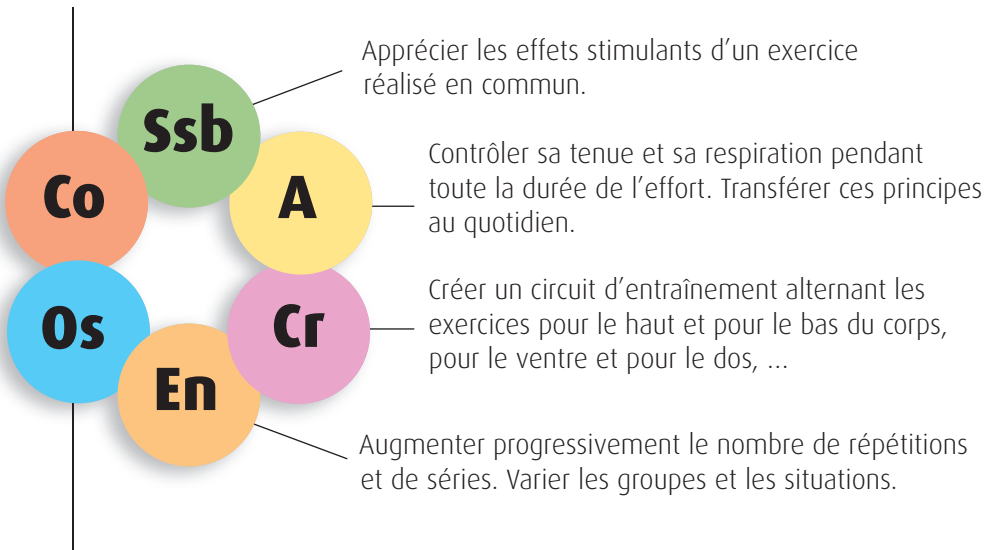 Ssb
Apprécier les effets stimulants d’un exercice
réalisé en commun.
Co
A
Contrôler sa tenue et sa respiration pendant
toute la durée de l’effort. Transférer ces principes
au quotidien.
Os
Cr
Créer un circuit d’entraînement alternant les
exercices pour le haut et pour le bas du corps,
pour le ventre et pour le dos, ...
En
Augmenter progressivement le nombre de répétitions
et de séries. Varier les groupes et les situations.